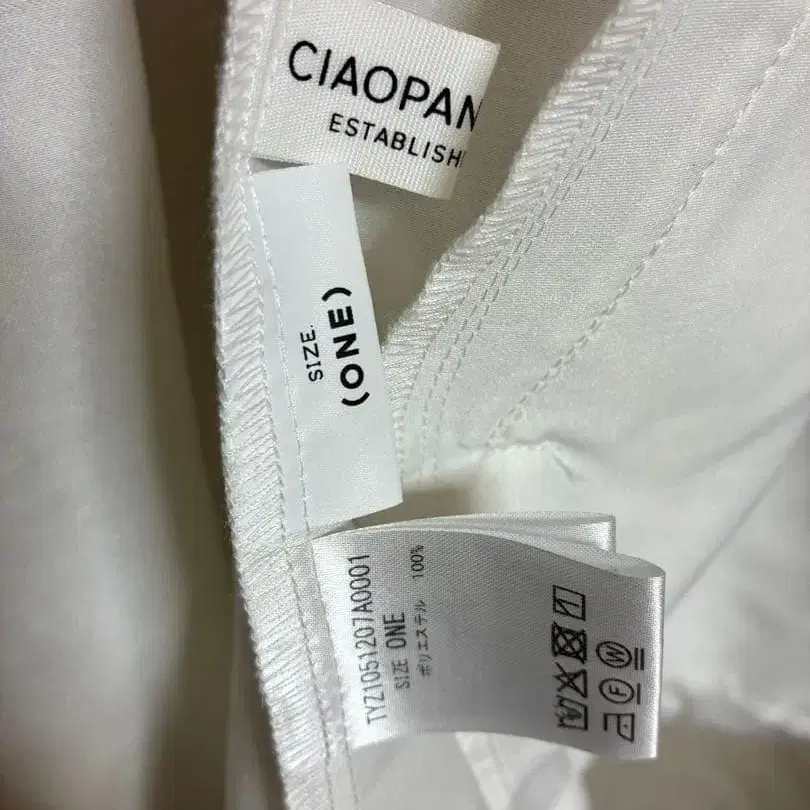 CIAOPAN
ESTABLISH
SIZE.
(ONE)
TYZ1051207A0001
SIZE ONE
ポリエステル 100%
W
F